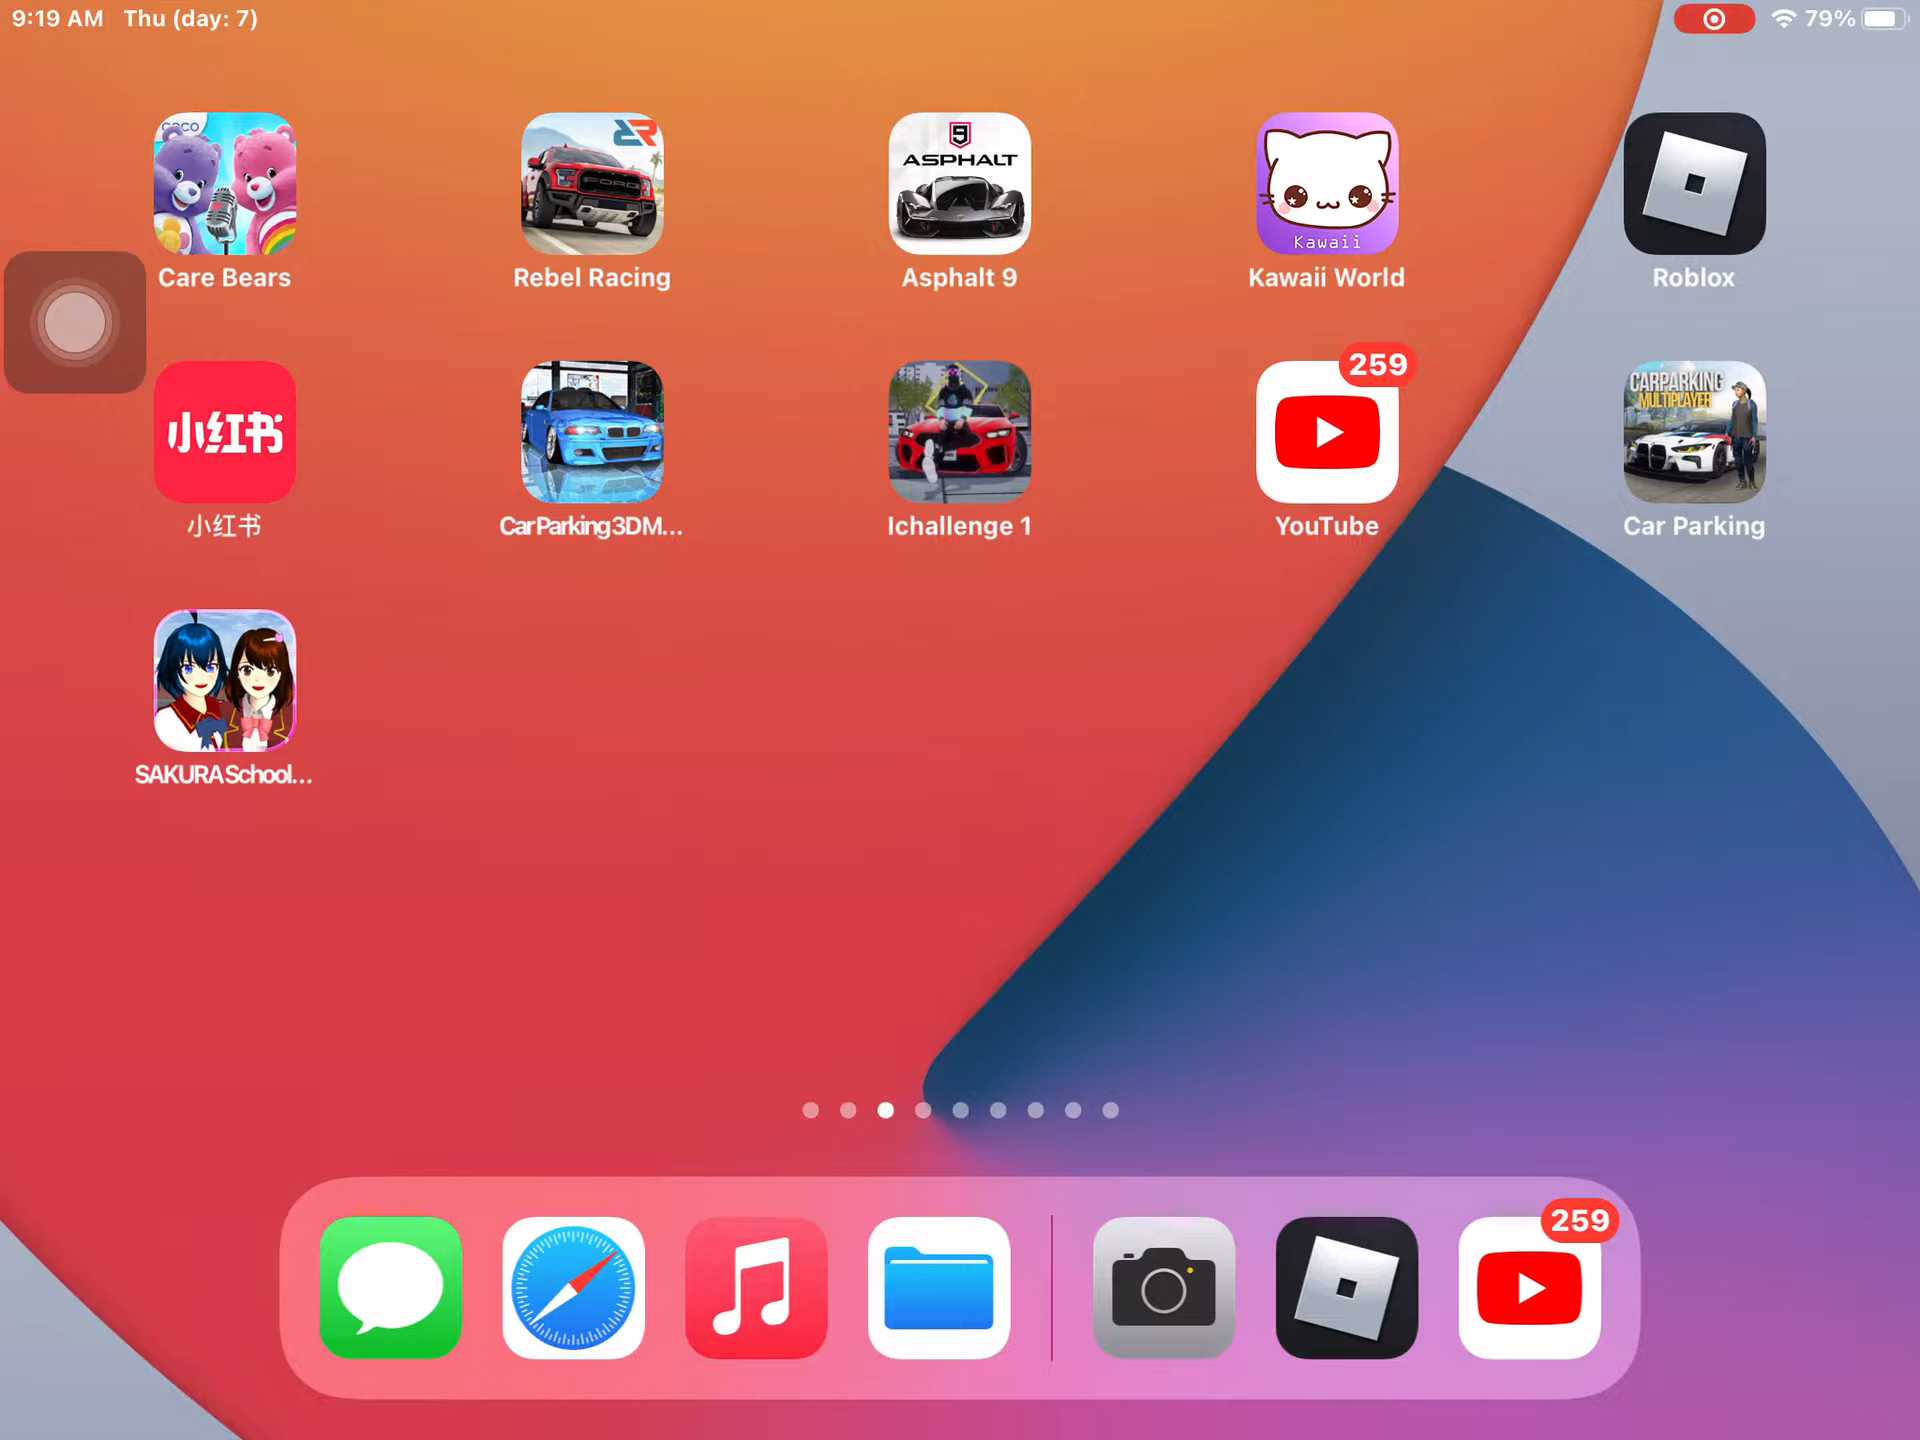 9:19 AM Thu (day: 7)
79%
coco
ASPHALT
9
FORD
Kawaii
Care Bears
Rebel Racing
Asphalt 9
Kawaii World
Roblox
小红书
259
CARPARKING
MULTIPLAYER
小红书
CarParking3DM...
Ichallenge 1
YouTube
Car Parking
SAKURASchool...
259